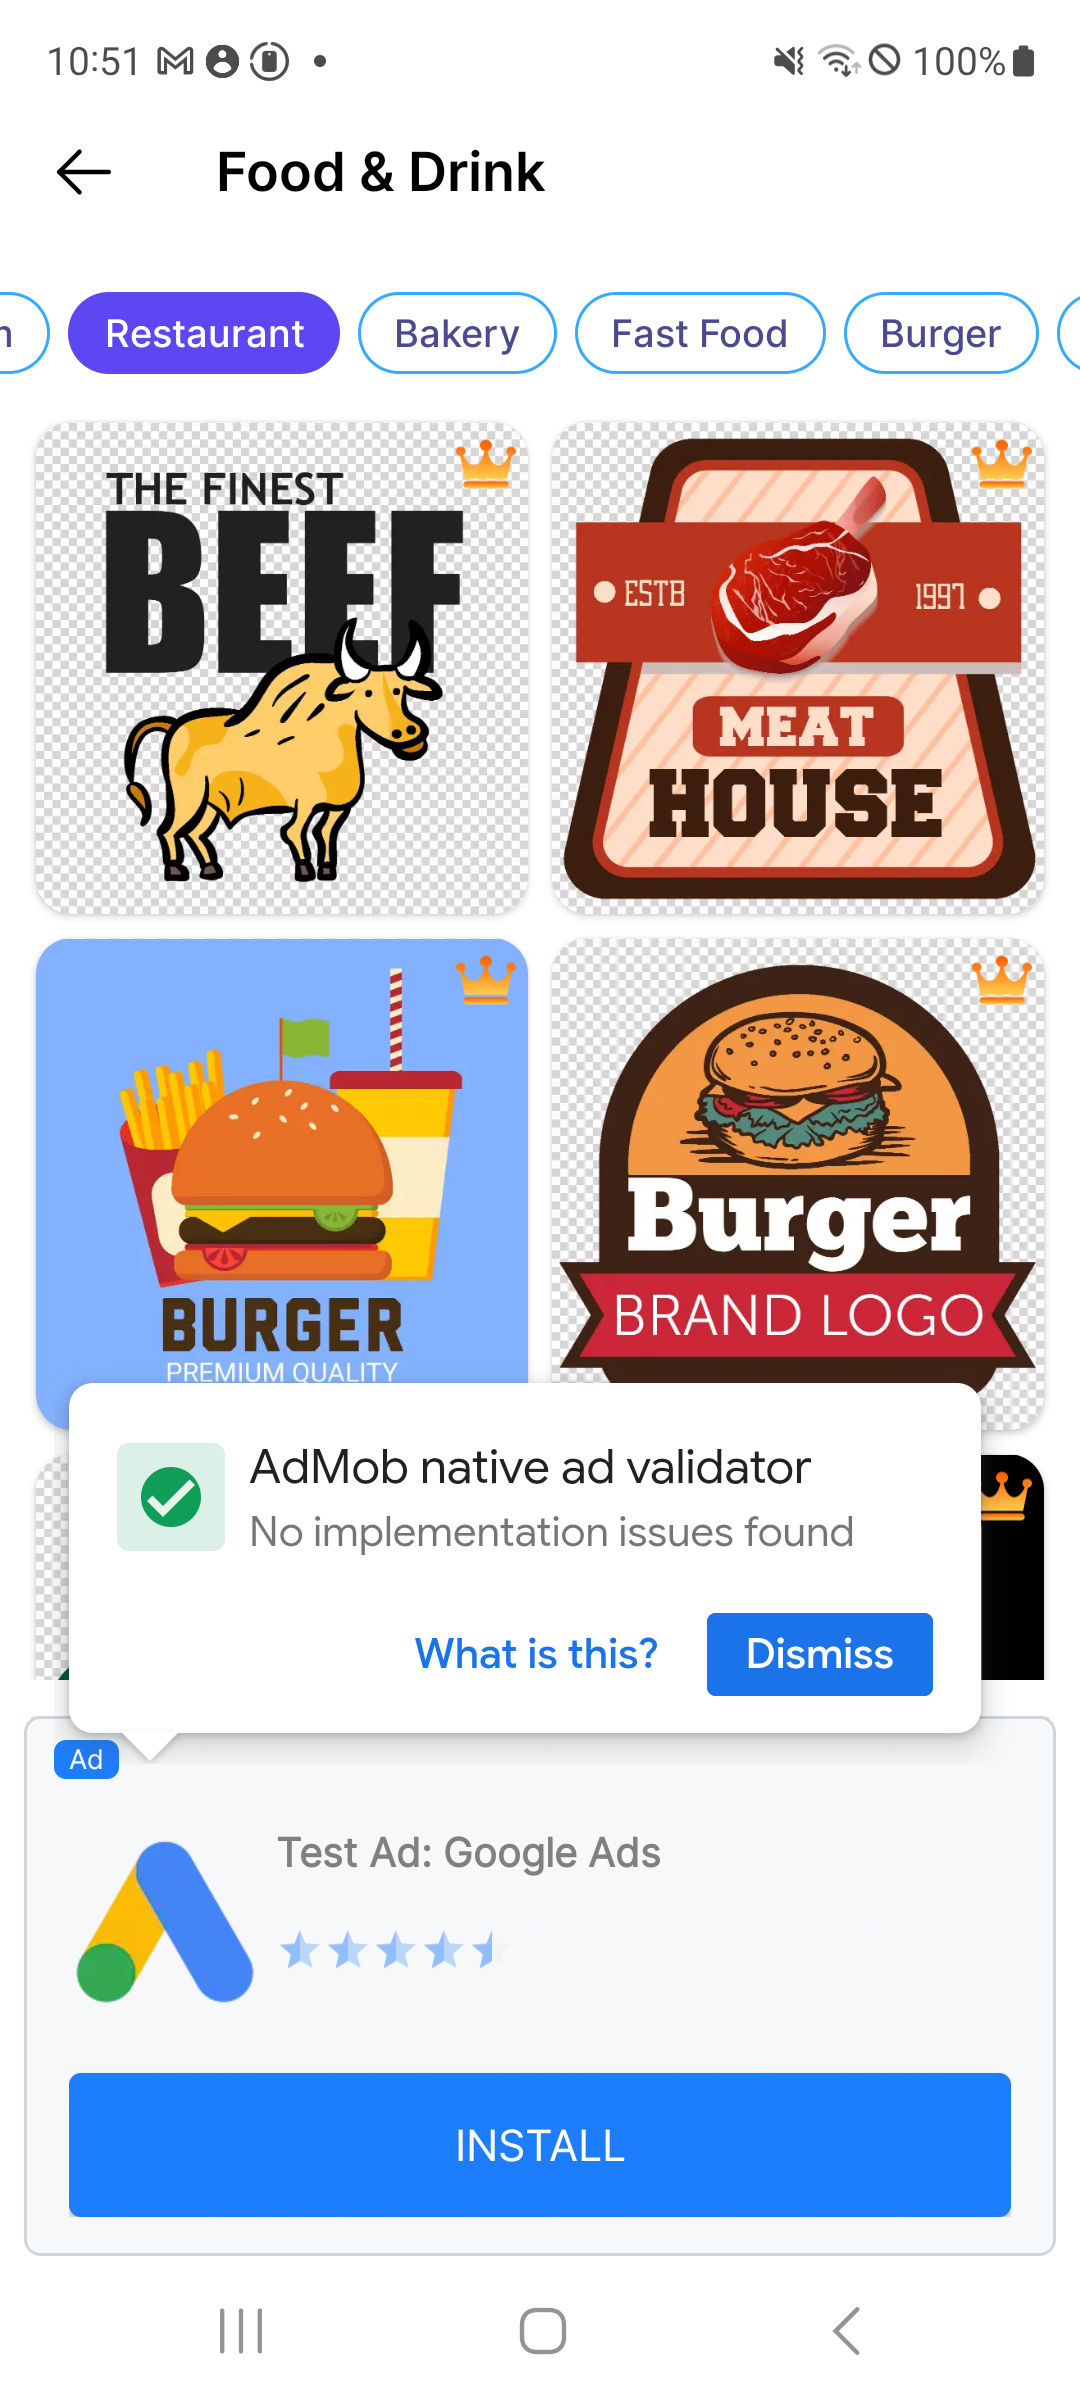 10:51
100%
Food & Drink
Restaurant
Bakery
Fast Food
Burger
THE FINEST
BEEF
ESTB
1997
MEAT
HOUSE
BURGER
PREMIUM QUALITY
Burger
BRAND LOGO
AdMob native ad validator
No implementation issues found
What is this?
Dismiss
Ad
Test Ad: Google Ads
INSTALL